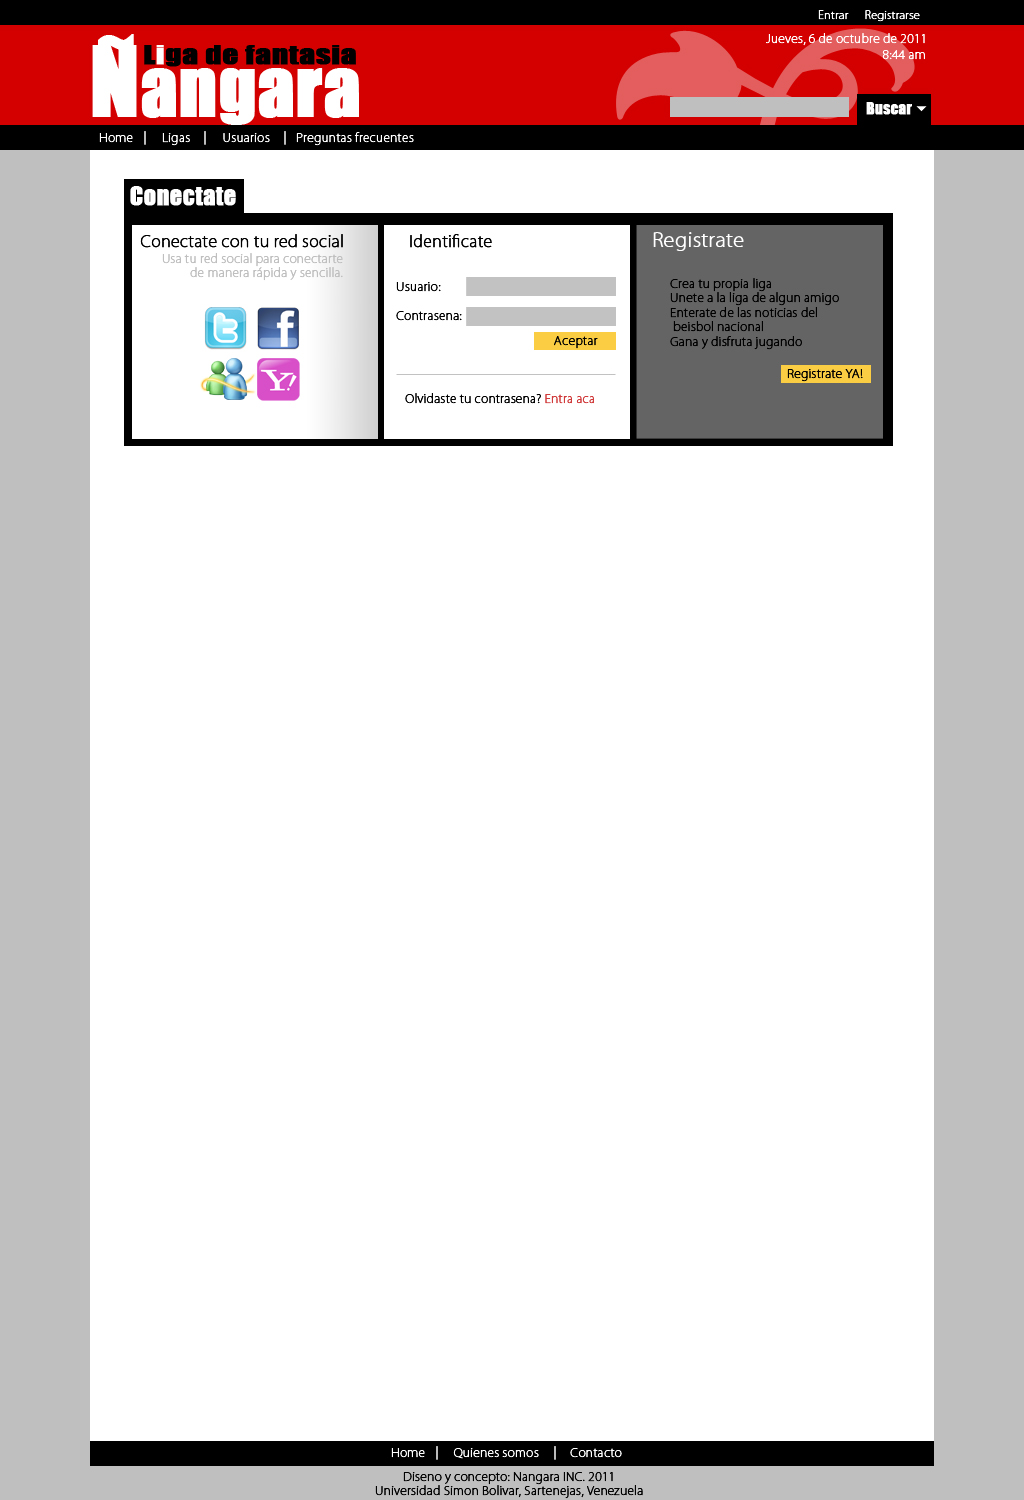 Entrar Registrarse
Jueves, 6 de octubre de 2011
8:44 am
Liga de fantasia
Ñangara
Buscar
Home | Ligas | Usuarios | Preguntas frecuentes
Conectate
Conectate con tu red social
Usa tu red social para conectarte
de manera rápida y sencilla.
Identificate
Usuario:
Contrasena:
Aceptar
Olvidaste tu contrasena? Entra aca
Registrate
Crea tu propia liga
Unete a la liga de algun amigo
Enterate de las noticias del
beisbol nacional
Gana y disfruta jugando
Registrate YA!
Home | Quienes somos | Contacto
Diseno y concepto: Nangara INC. 2011
Universidad Simon Bolivar, Sartenejas, Venezuela